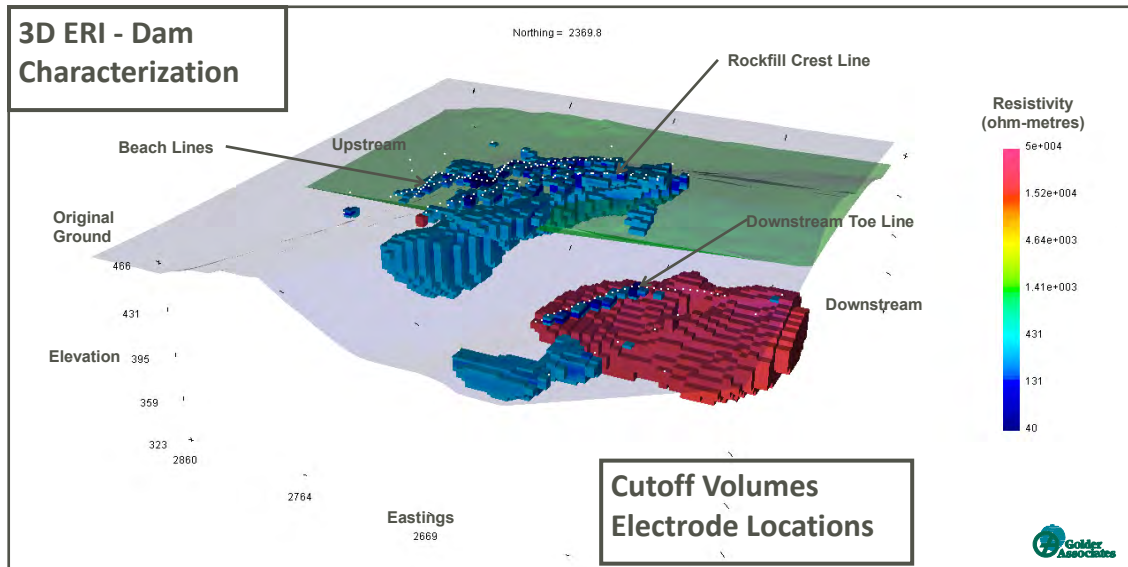 3D ERI - Dam
Characterization
Northing = 2369.8
Rockfill Crest Line
Resistivity
(ohm-metres)
5e+004
1.52e+004
4.64e+003
1.41e+003
431
131
40
Beach Lines
Upstream
Original
Ground
Downstream Toe Line
Downstream
466
431
Elevation
395
359
323
2860
2764
Eastings
2669
Cutoff Volumes
Electrode Locations
Golder
Associates